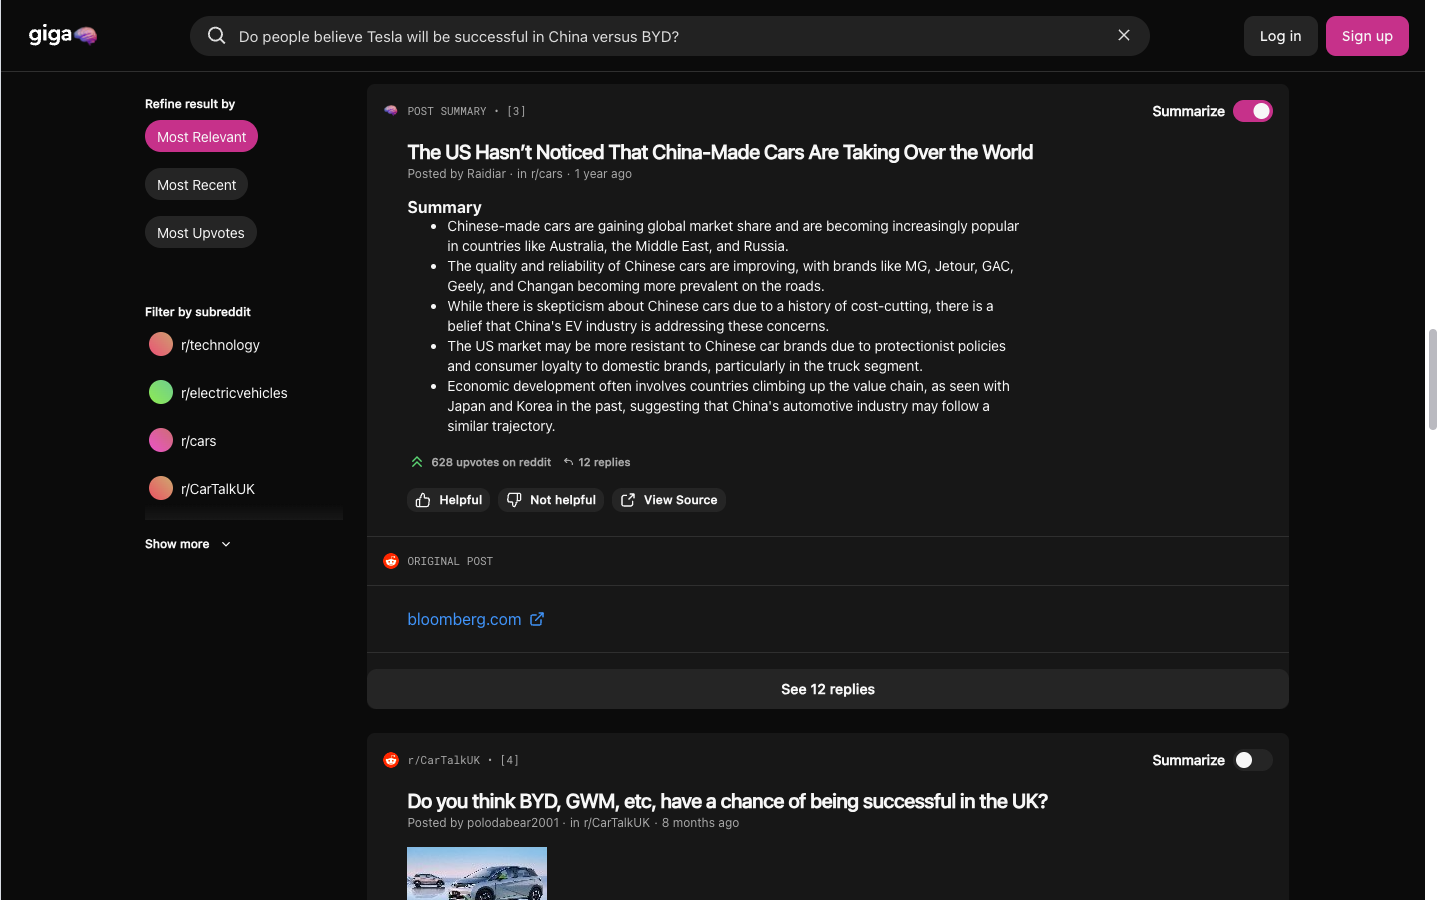 giga
Do people believe Tesla will be successful in China versus BYD?
Log in
Sign up
Refine result by
Most Relevant
Most Recent
Most Upvotes
Filter by subreddit
r/technology
r/electricvehicles
r/cars
r/CarTalkUK
Show more
POST SUMMARY • [3]
Summarize
The US Hasn’t Noticed That China-Made Cars Are Taking Over the World
Posted by Raidiar · in r/cars · 1 year ago
Summary
• Chinese-made cars are gaining global market share and are becoming increasingly popular
in countries like Australia, the Middle East, and Russia.
• The quality and reliability of Chinese cars are improving, with brands like MG, Jetour, GAC,
Geely, and Changan becoming more prevalent on the roads.
• While there is skepticism about Chinese cars due to a history of cost-cutting, there is a
belief that China's EV industry is addressing these concerns.
• The US market may be more resistant to Chinese car brands due to protectionist policies
and consumer loyalty to domestic brands, particularly in the truck segment.
• Economic development often involves countries climbing up the value chain, as seen with
Japan and Korea in the past, suggesting that China's automotive industry may follow a
similar trajectory.
628 upvotes on reddit 12 replies
Helpful Not helpful View Source
ORIGINAL POST
bloomberg.com
See 12 replies
r/CarTalkUK • [4]
Summarize
Do you think BYD, GWM, etc, have a chance of being successful in the UK?
Posted by polodabear2001 · in r/CarTalkUK · 8 months ago